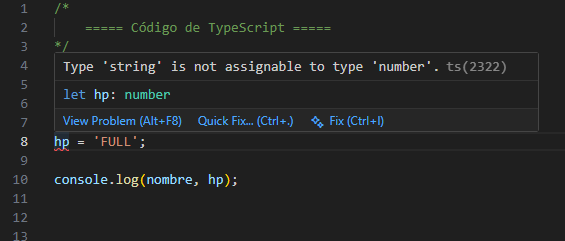 1 /*
2 ===== Código de TypeScript =====
3 */
4
Type 'string' is not assignable to type 'number'. ts(2322)
let hp: number
View Problem (Alt+F8) Quick Fix... (Ctrl+.) Fix (Ctrl+I)
5
6
7
8 hp = 'FULL';
9
10 console.log(nombre, hp);
11
12
13